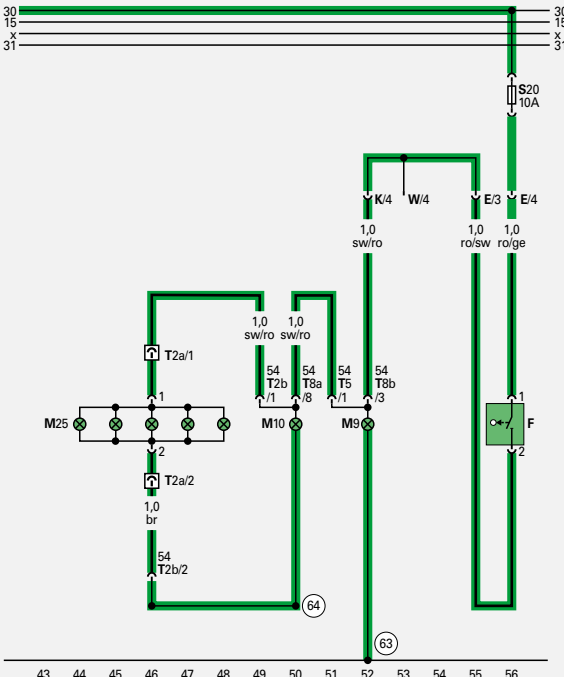 30 30
15 15
x x
31 31
S20
10A
K/4 W/4 E/3 E/4
1,0 1,0 1,0
sw/ro ro/sw ro/ge
1,0 1,0
sw/ro sw/ro
T2a/1
54 54 54 54
T2b T8a T5 T8b
/1 /8 /1 /3
1 1
M25 M10 M9 F
2 2
T2a/2
1,0
br
54
T2b/2
64
63
43 44 45 46 47 48 49 50 51 52 53 54 55 56